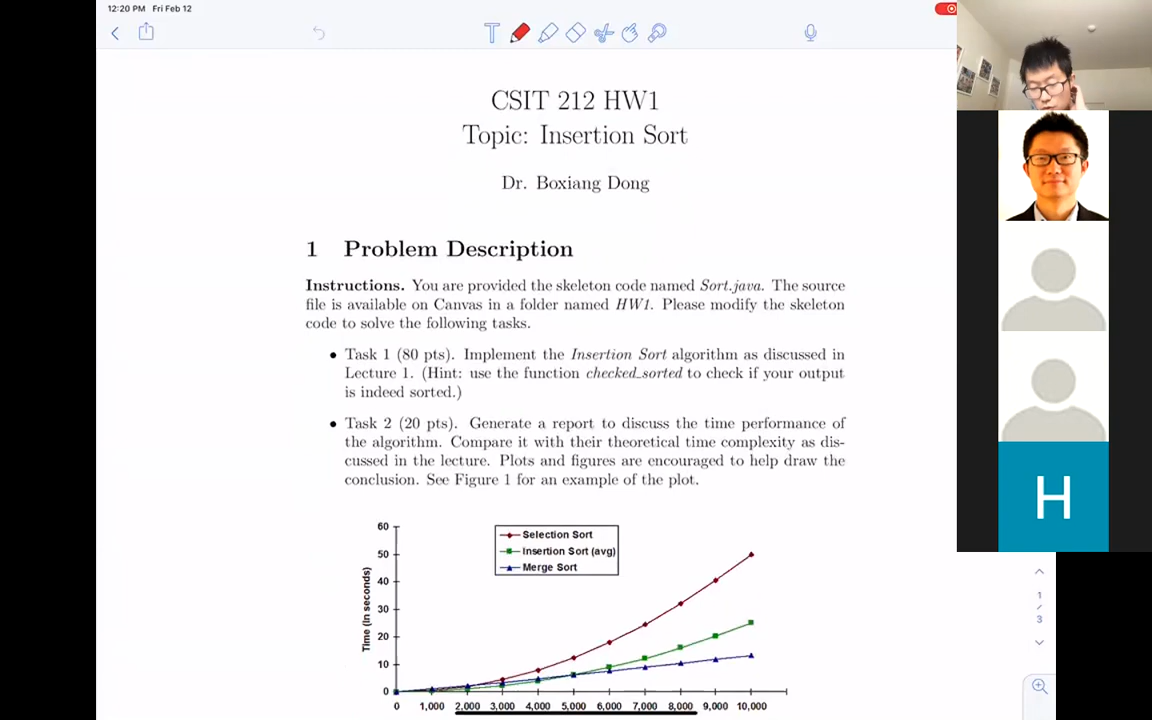 12:20 PM Fri Feb 12
CSIT 212 HW1
Topic: Insertion Sort
Dr. Boxiang Dong
1 Problem Description
Instructions. You are provided the skeleton code named Sort.java. The source
file is available on Canvas in a folder named HW1. Please modify the skeleton
code to solve the following tasks.
• Task 1 (80 pts). Implement the Insertion Sort algorithm as discussed in
Lecture 1. (Hint: use the function checked_sorted to check if your output
is indeed sorted.)
• Task 2 (20 pts). Generate a report to discuss the time performance of
the algorithm. Compare it with their theoretical time complexity as dis-
cussed in the lecture. Plots and figures are encouraged to help draw the
conclusion. See Figure 1 for an example of the plot.
Selection Sort
Insertion Sort (avg)
Merge Sort
Time (in seconds)
60
50
40
30
20
10
0
0 1,000 2,000 3,000 4,000 5,000 6,000 7,000 8,000 9,000 10,000
H
1
/
3